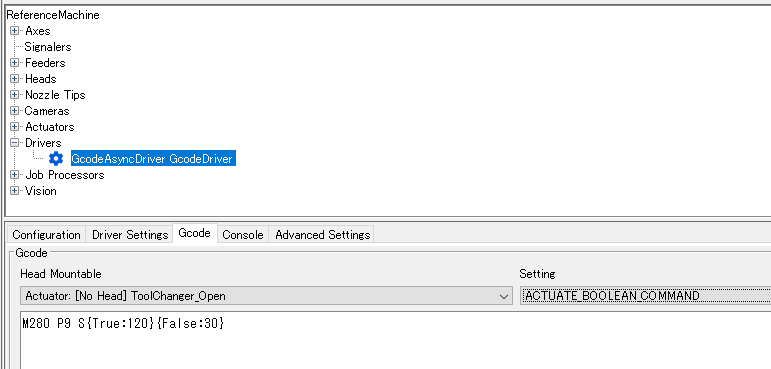 ReferenceMachine
Axes
Signalers
Feeders
Heads
Nozzle Tips
Cameras
Actuators
Drivers
GcodeAsyncDriver GcodeDriver
Job Processors
Vision
Configuration Driver Settings Gcode Console Advanced Settings
Gcode
Head Mountable Setting
Actuator: [No Head] ToolChanger_Open ACTUATE_BOOLEAN_COMMAND
M280 P9 S{True:120}{False:30}